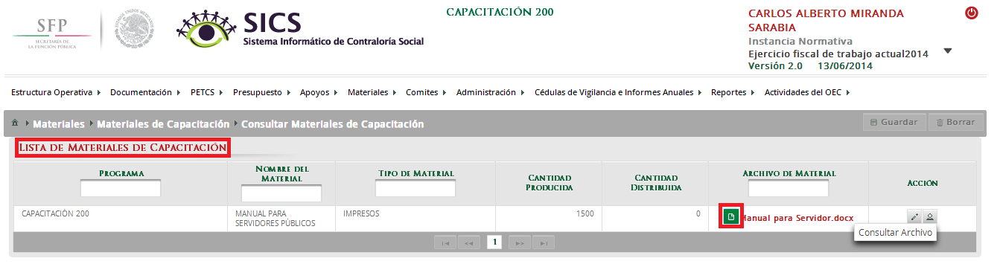 SFP
SECRETARÍA DE
LA FUNCIÓN PÚBLICA
ESTADOS UNIDOS MEXICANOS
SICS
Sistema Informático de Contraloría Social
CAPACITACIÓN 200
CARLOS ALBERTO MIRANDA
SARABIA
Instancia Normativa
Ejercicio fiscal de trabajo actual2014
Versión 2.0 13/06/2014
Estructura Operativa Documentación PETCS Presupuesto Apoyos Materiales Comites Administración Cédulas de Vigilancia e Informes Anuales Reportes Actividades del OEC
Materiales Materiales de Capacitación Consultar Materiales de Capacitación
Guardar Borrar
LISTA DE MATERIALES DE CAPACITACIÓN
PROGRAMA
NOMBRE DEL
MATERIAL
TIPO DE MATERIAL
CANTIDAD
PRODUCIDA
CANTIDAD
DISTRIBUIDA
ARCHIVO DE MATERIAL
ACCIÓN
CAPACITACIÓN 200
MANUAL PARA
SERVIDORES PÚBLICOS
IMPRESOS
1500
0
Manual para Servidor.docx
Consultar Archivo
1